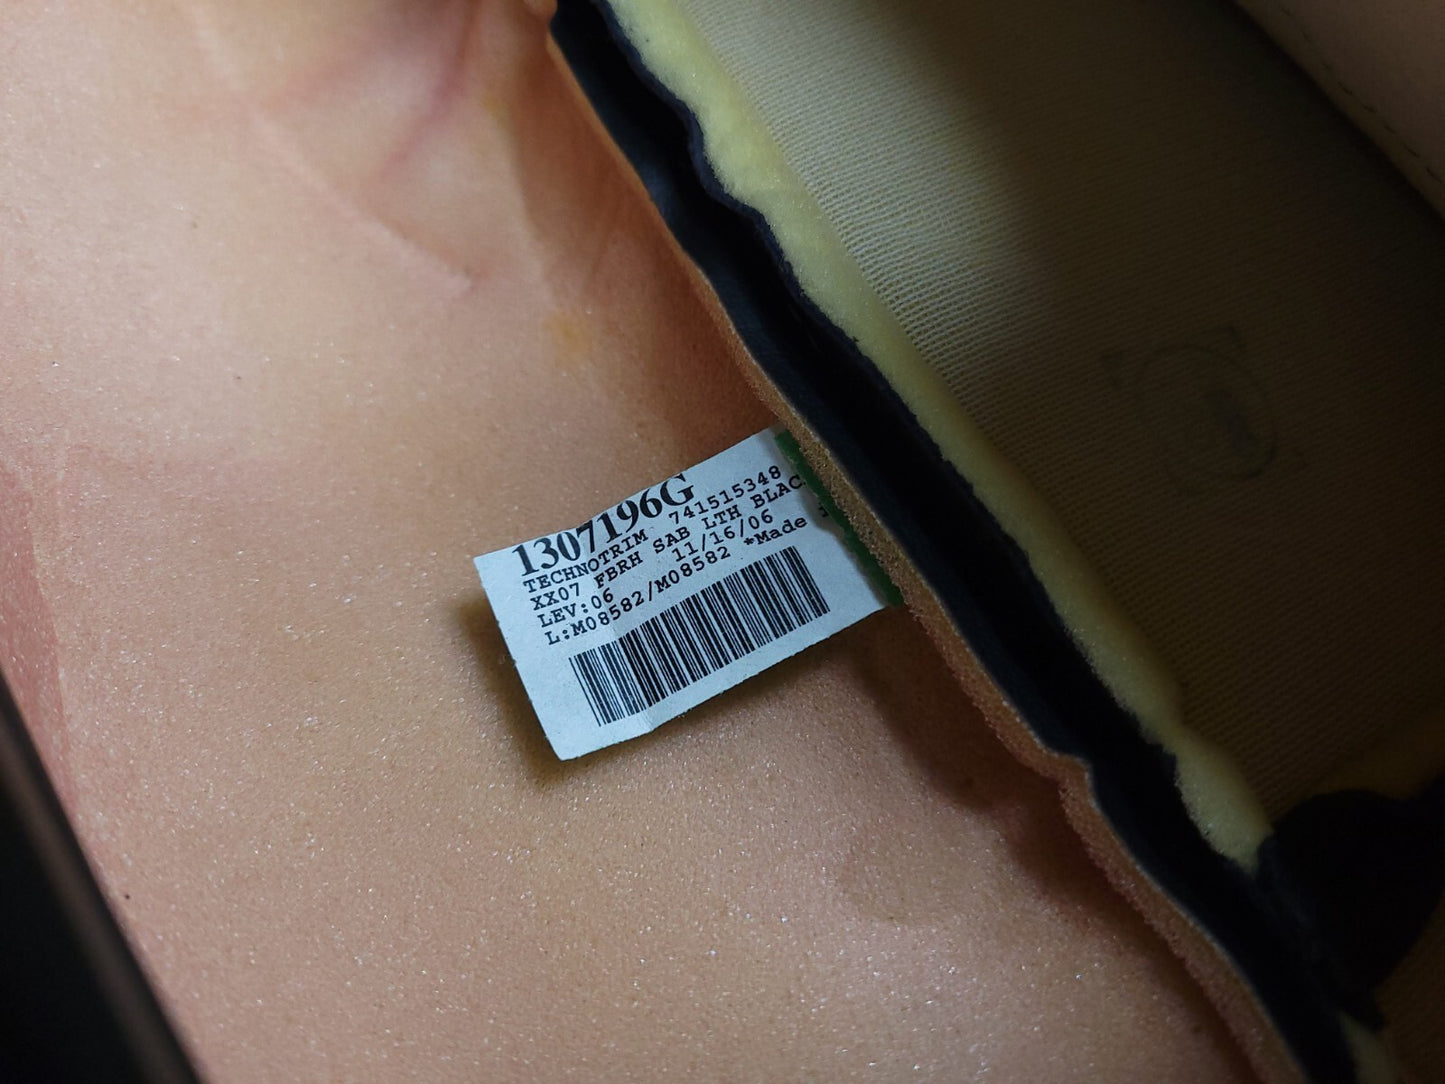 1307196G
TECHNOTRIM 741515348
XX07 FBRH SAB LTH BLAC
LEV:06 11/16/06
L:M08582/M08582 *Made i